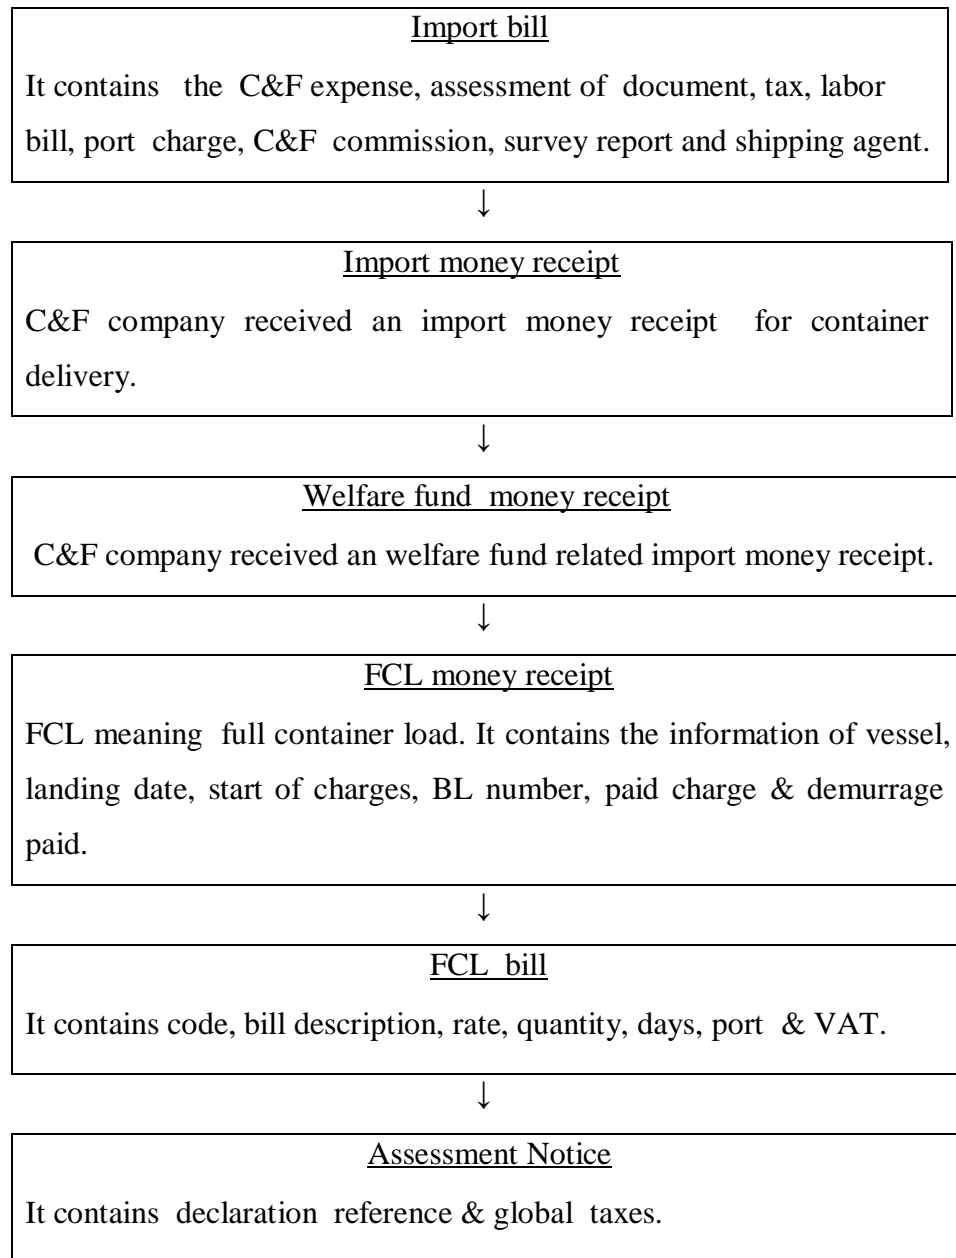 Import bill
It contains the C&F expense, assessment of document, tax, labor
bill, port charge, C&F commission, survey report and shipping agent.
↓
Import money receipt
C&F company received an import money receipt for container
delivery.
↓
Welfare fund money receipt
C&F company received an welfare fund related import money receipt.
↓
FCL money receipt
FCL meaning full container load. It contains the information of vessel,
landing date, start of charges, BL number, paid charge & demurrage
paid.
↓
FCL bill
It contains code, bill description, rate, quantity, days, port & VAT.
↓
Assessment Notice
It contains declaration reference & global taxes.